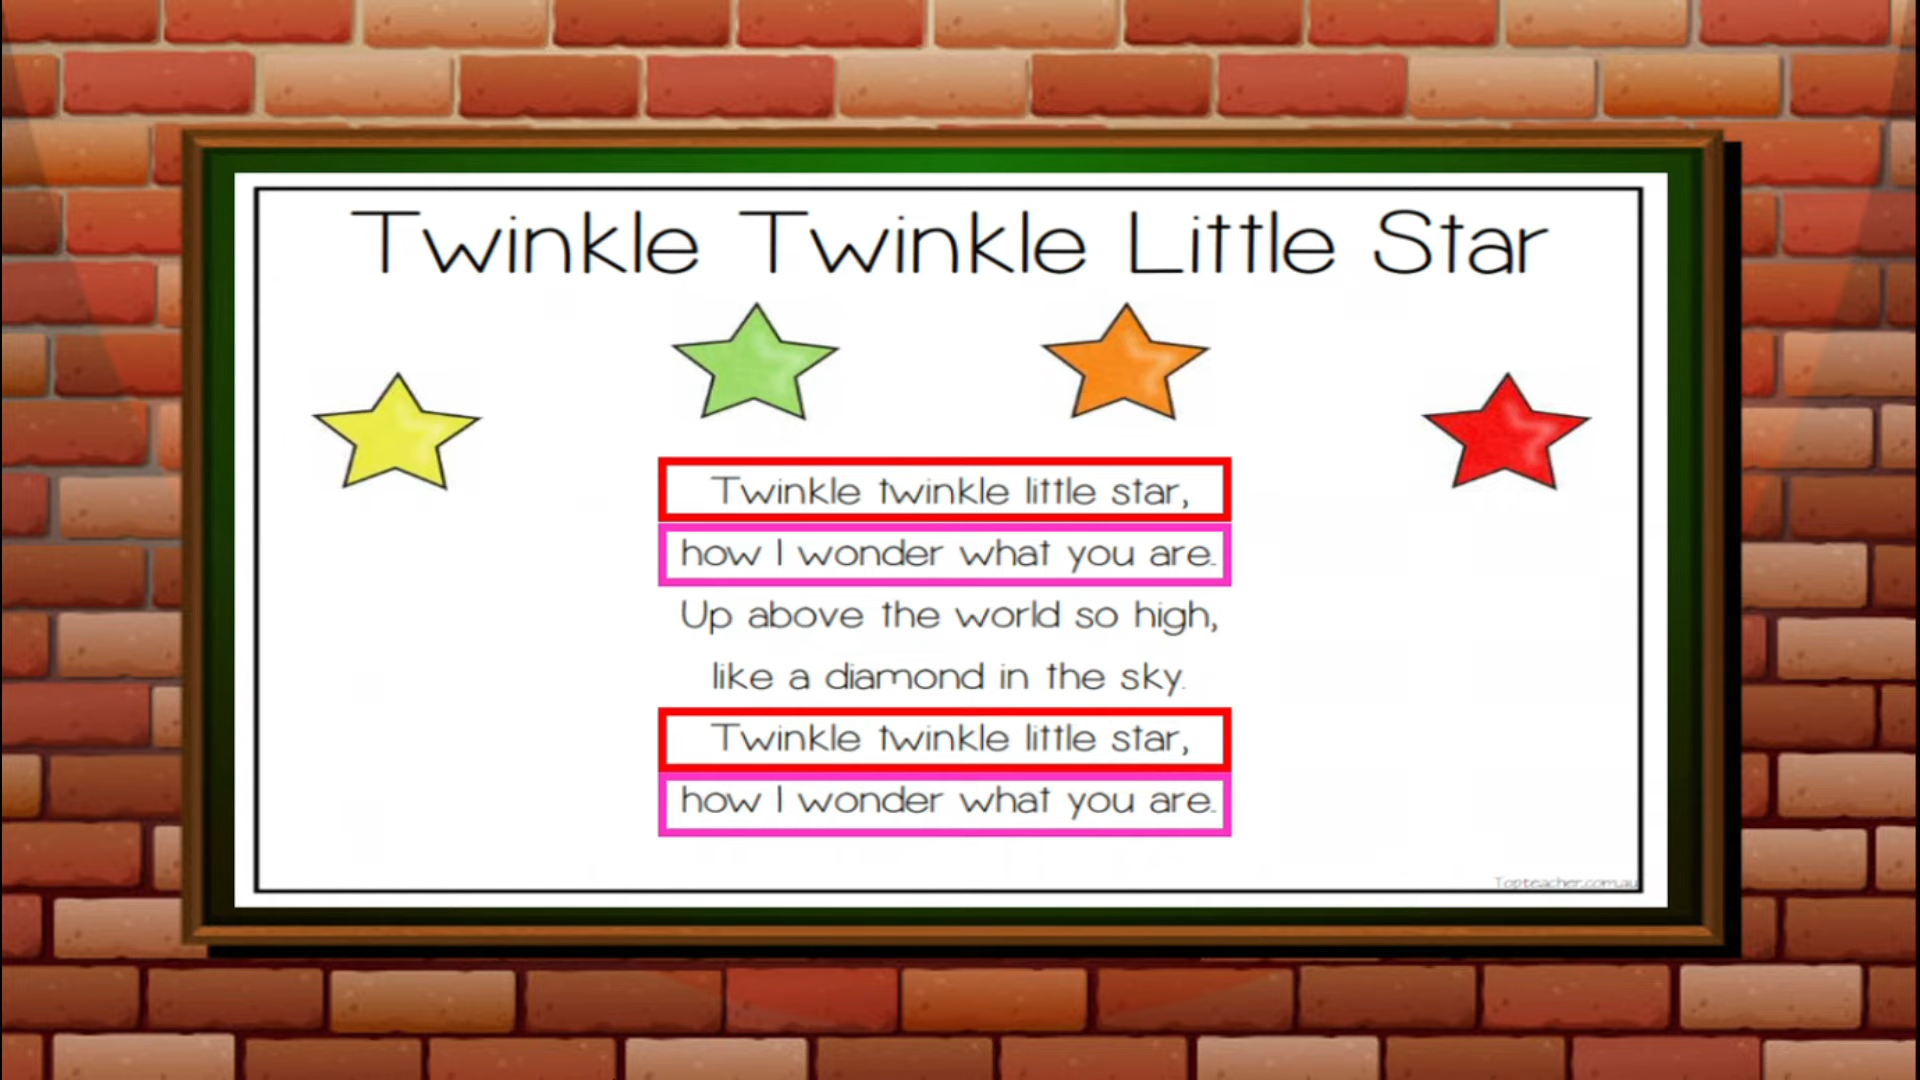 Twinkle Twinkle Little Star
Twinkle twinkle little star,
how I wonder what you are.
Up above the world so high,
like a diamond in the sky.
Twinkle twinkle little star,
how I wonder what you are.
Topteacher.com.au